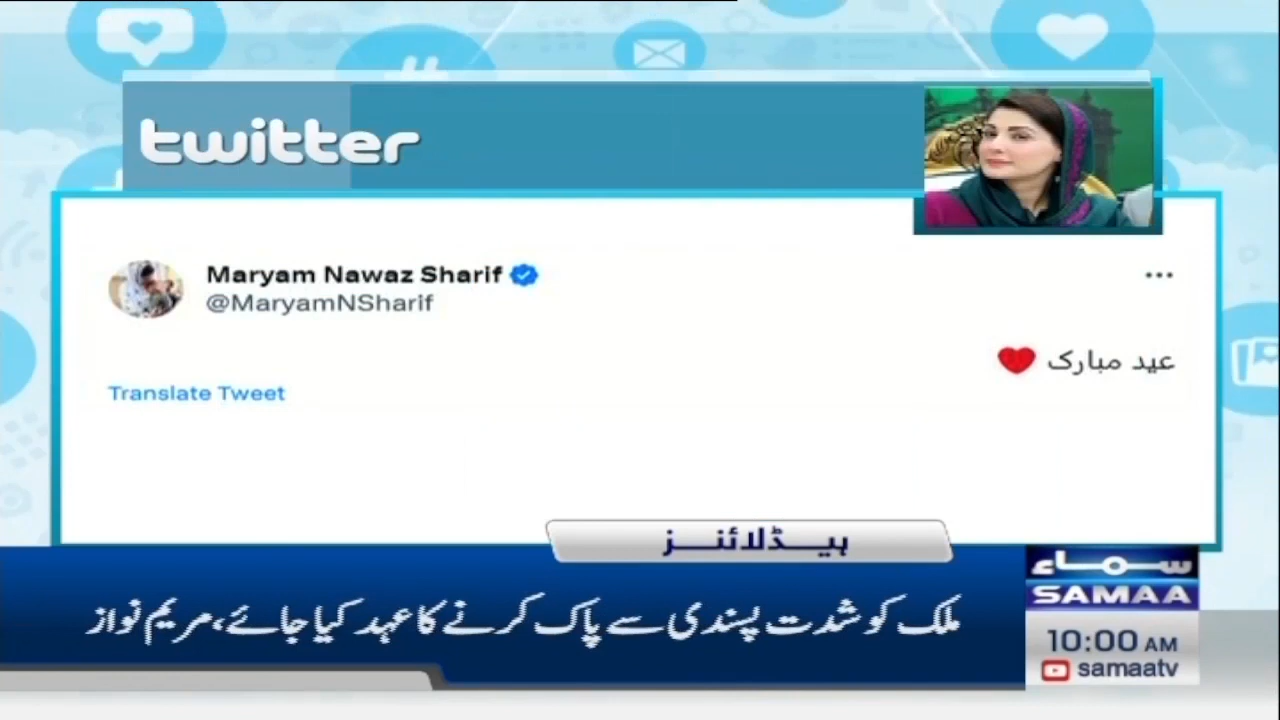 twitter
Maryam Nawaz Sharif
@MaryamNSharif
عید مبارک ❤
Translate Tweet
ہیڈلائنز
ملک کو شدت پسندی سے پاک کرنے کا عہد کیا جائے، مریم نواز
سماء
SAMAA
10:00 AM
samaatv